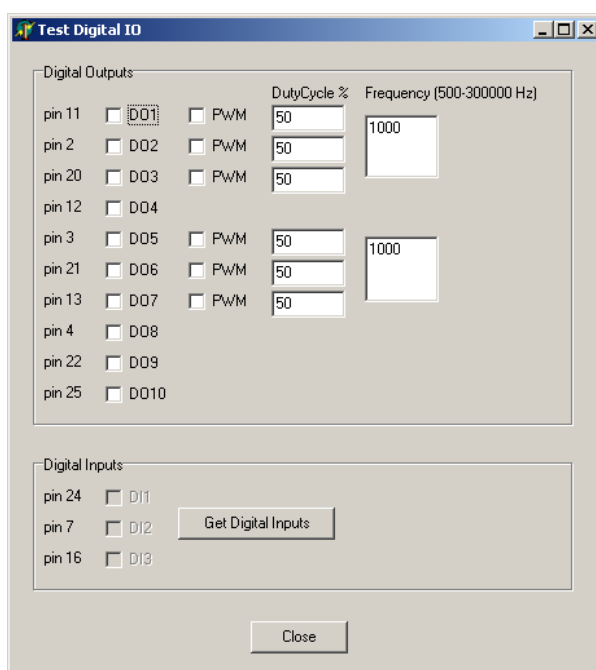 Test Digital IO
Digital Outputs
DutyCycle % Frequency (500-300000 Hz)
pin 11 DO1 PWM 50 1000
pin 2 DO2 PWM 50
pin 20 DO3 PWM 50
pin 12 DO4
pin 3 DO5 PWM 50 1000
pin 21 DO6 PWM 50
pin 13 DO7 PWM 50
pin 4 DO8
pin 22 DO9
pin 25 DO10
Digital Inputs
pin 24 DI1
pin 7 DI2 Get Digital Inputs
pin 16 DI3
Close